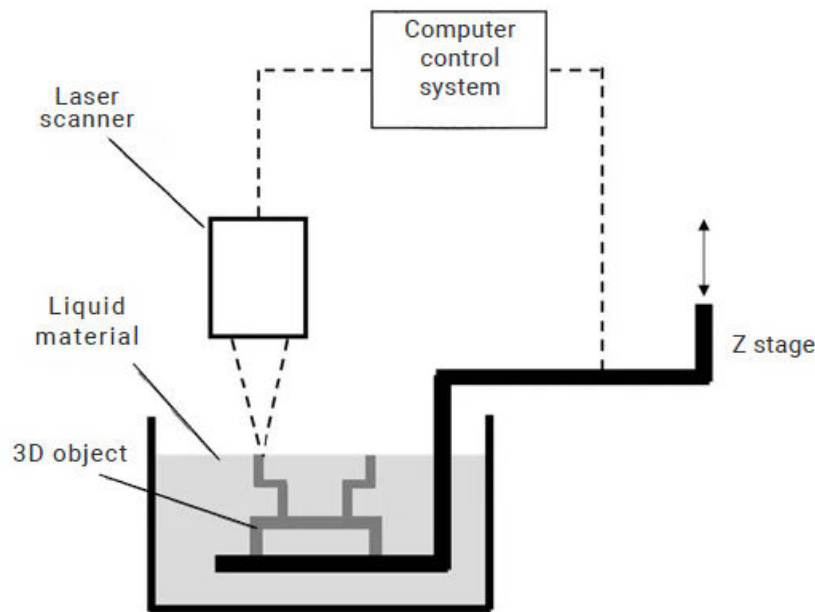 Computer
control
system
Laser
scanner
Liquid
material
Z stage
3D object